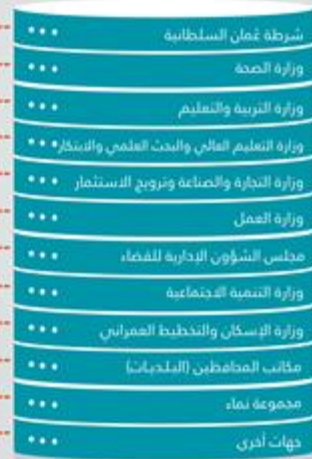 شرطة عُمان السلطانية
وزارة الصحة
وزارة التربية والتعليم
وزارة التعليم العالي والبحث العلمي والابتكار
وزارة التجارة والصناعة وترويج الاستثمار
وزارة العمل
مجلس الشؤون الإدارية للقضاء
وزارة التنمية الاجتماعية
وزارة الإسكان والتخطيط العمراني
مكاتب المحافظين (البلديات)
مجموعة نماء
جهات أخرى